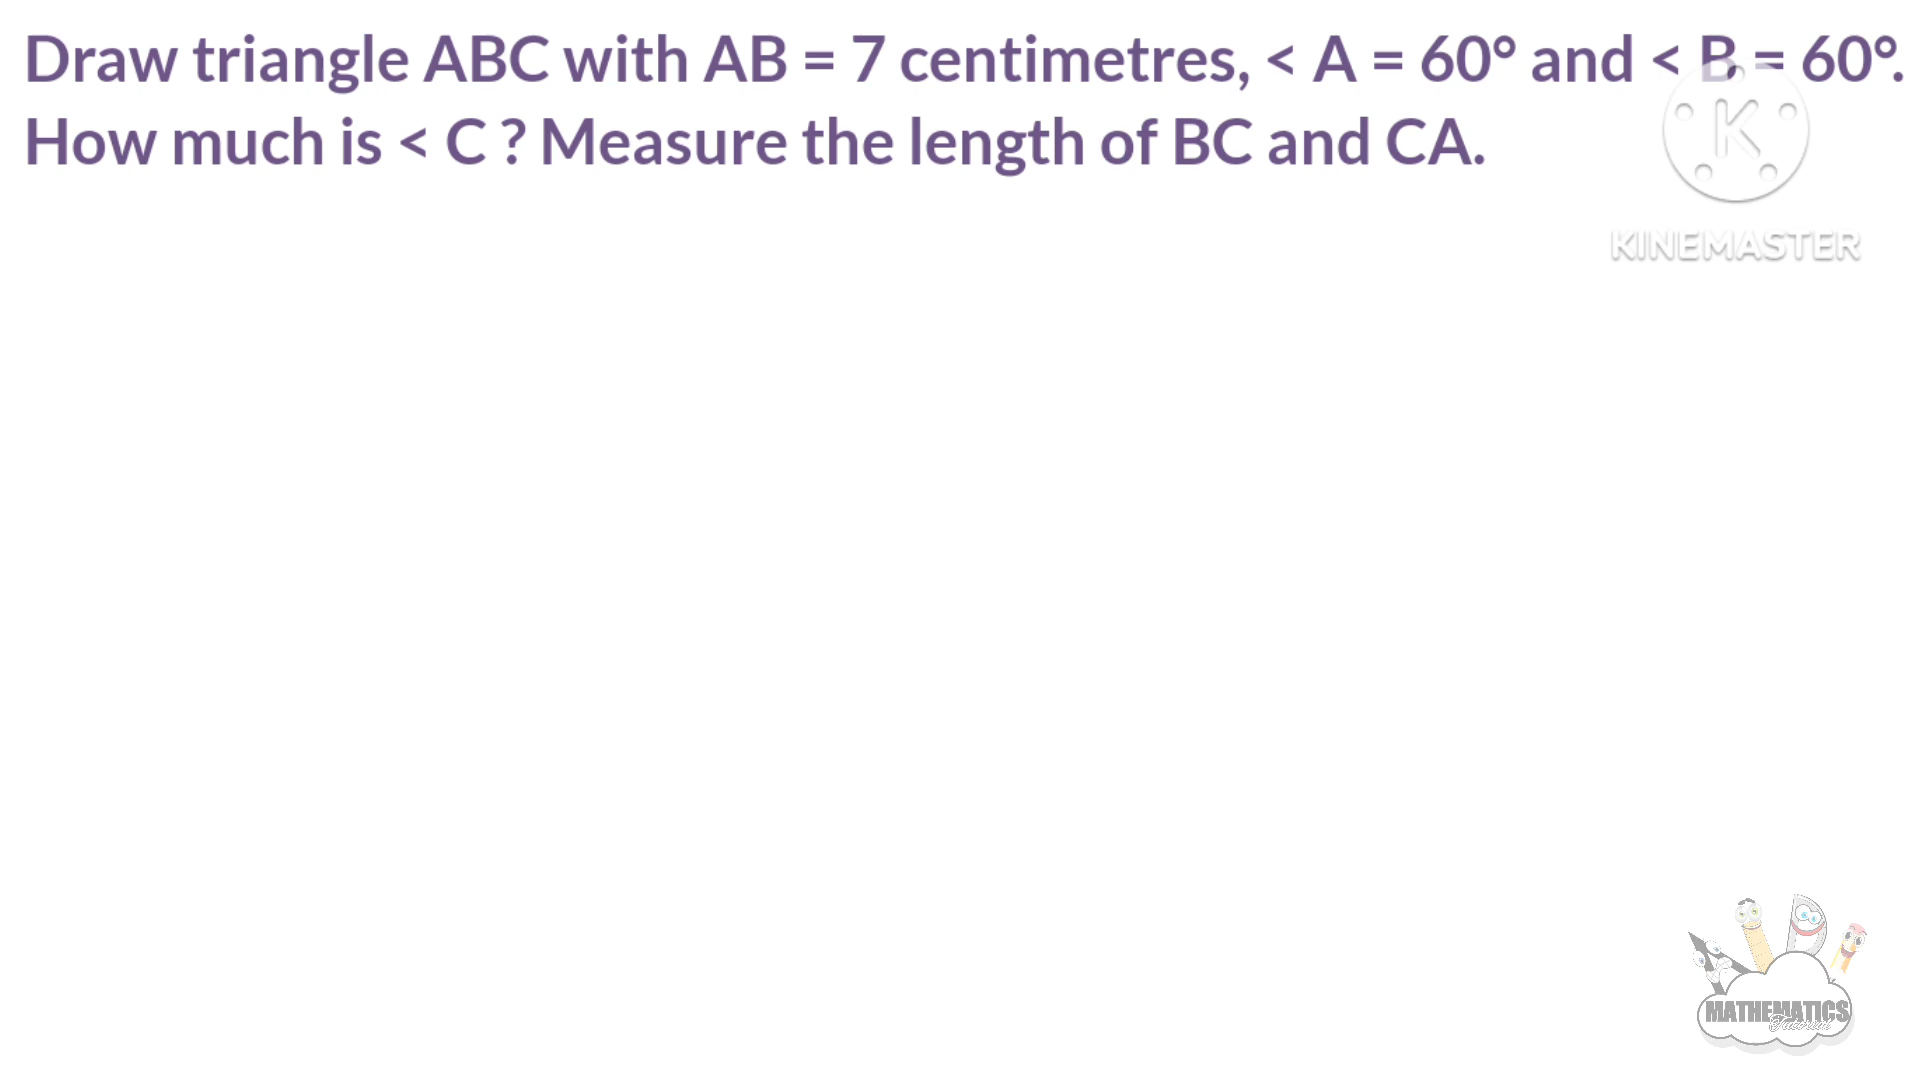 Draw triangle ABC with AB = 7 centimetres, < A = 60° and < B = 60°.
How much is < C ? Measure the length of BC and CA.
K
KINEMASTER
MATHEMATICS
Tutorial